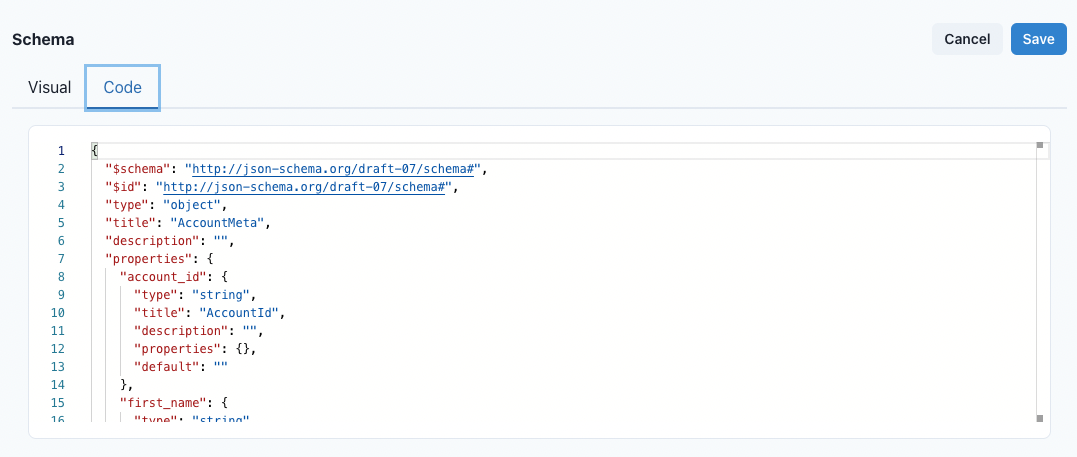 Schema
Cancel
Save
Visual
Code
1 {
2 "$schema": "http://json-schema.org/draft-07/schema#",
3 "$id": "http://json-schema.org/draft-07/schema#",
4 "type": "object",
5 "title": "AccountMeta",
6 "description": "",
7 "properties": {
8 "account_id": {
9 "type": "string",
10 "title": "AccountId",
11 "description": "",
12 "properties": {},
13 "default": ""
14 },
15 "first_name": {
16 "type": "string"